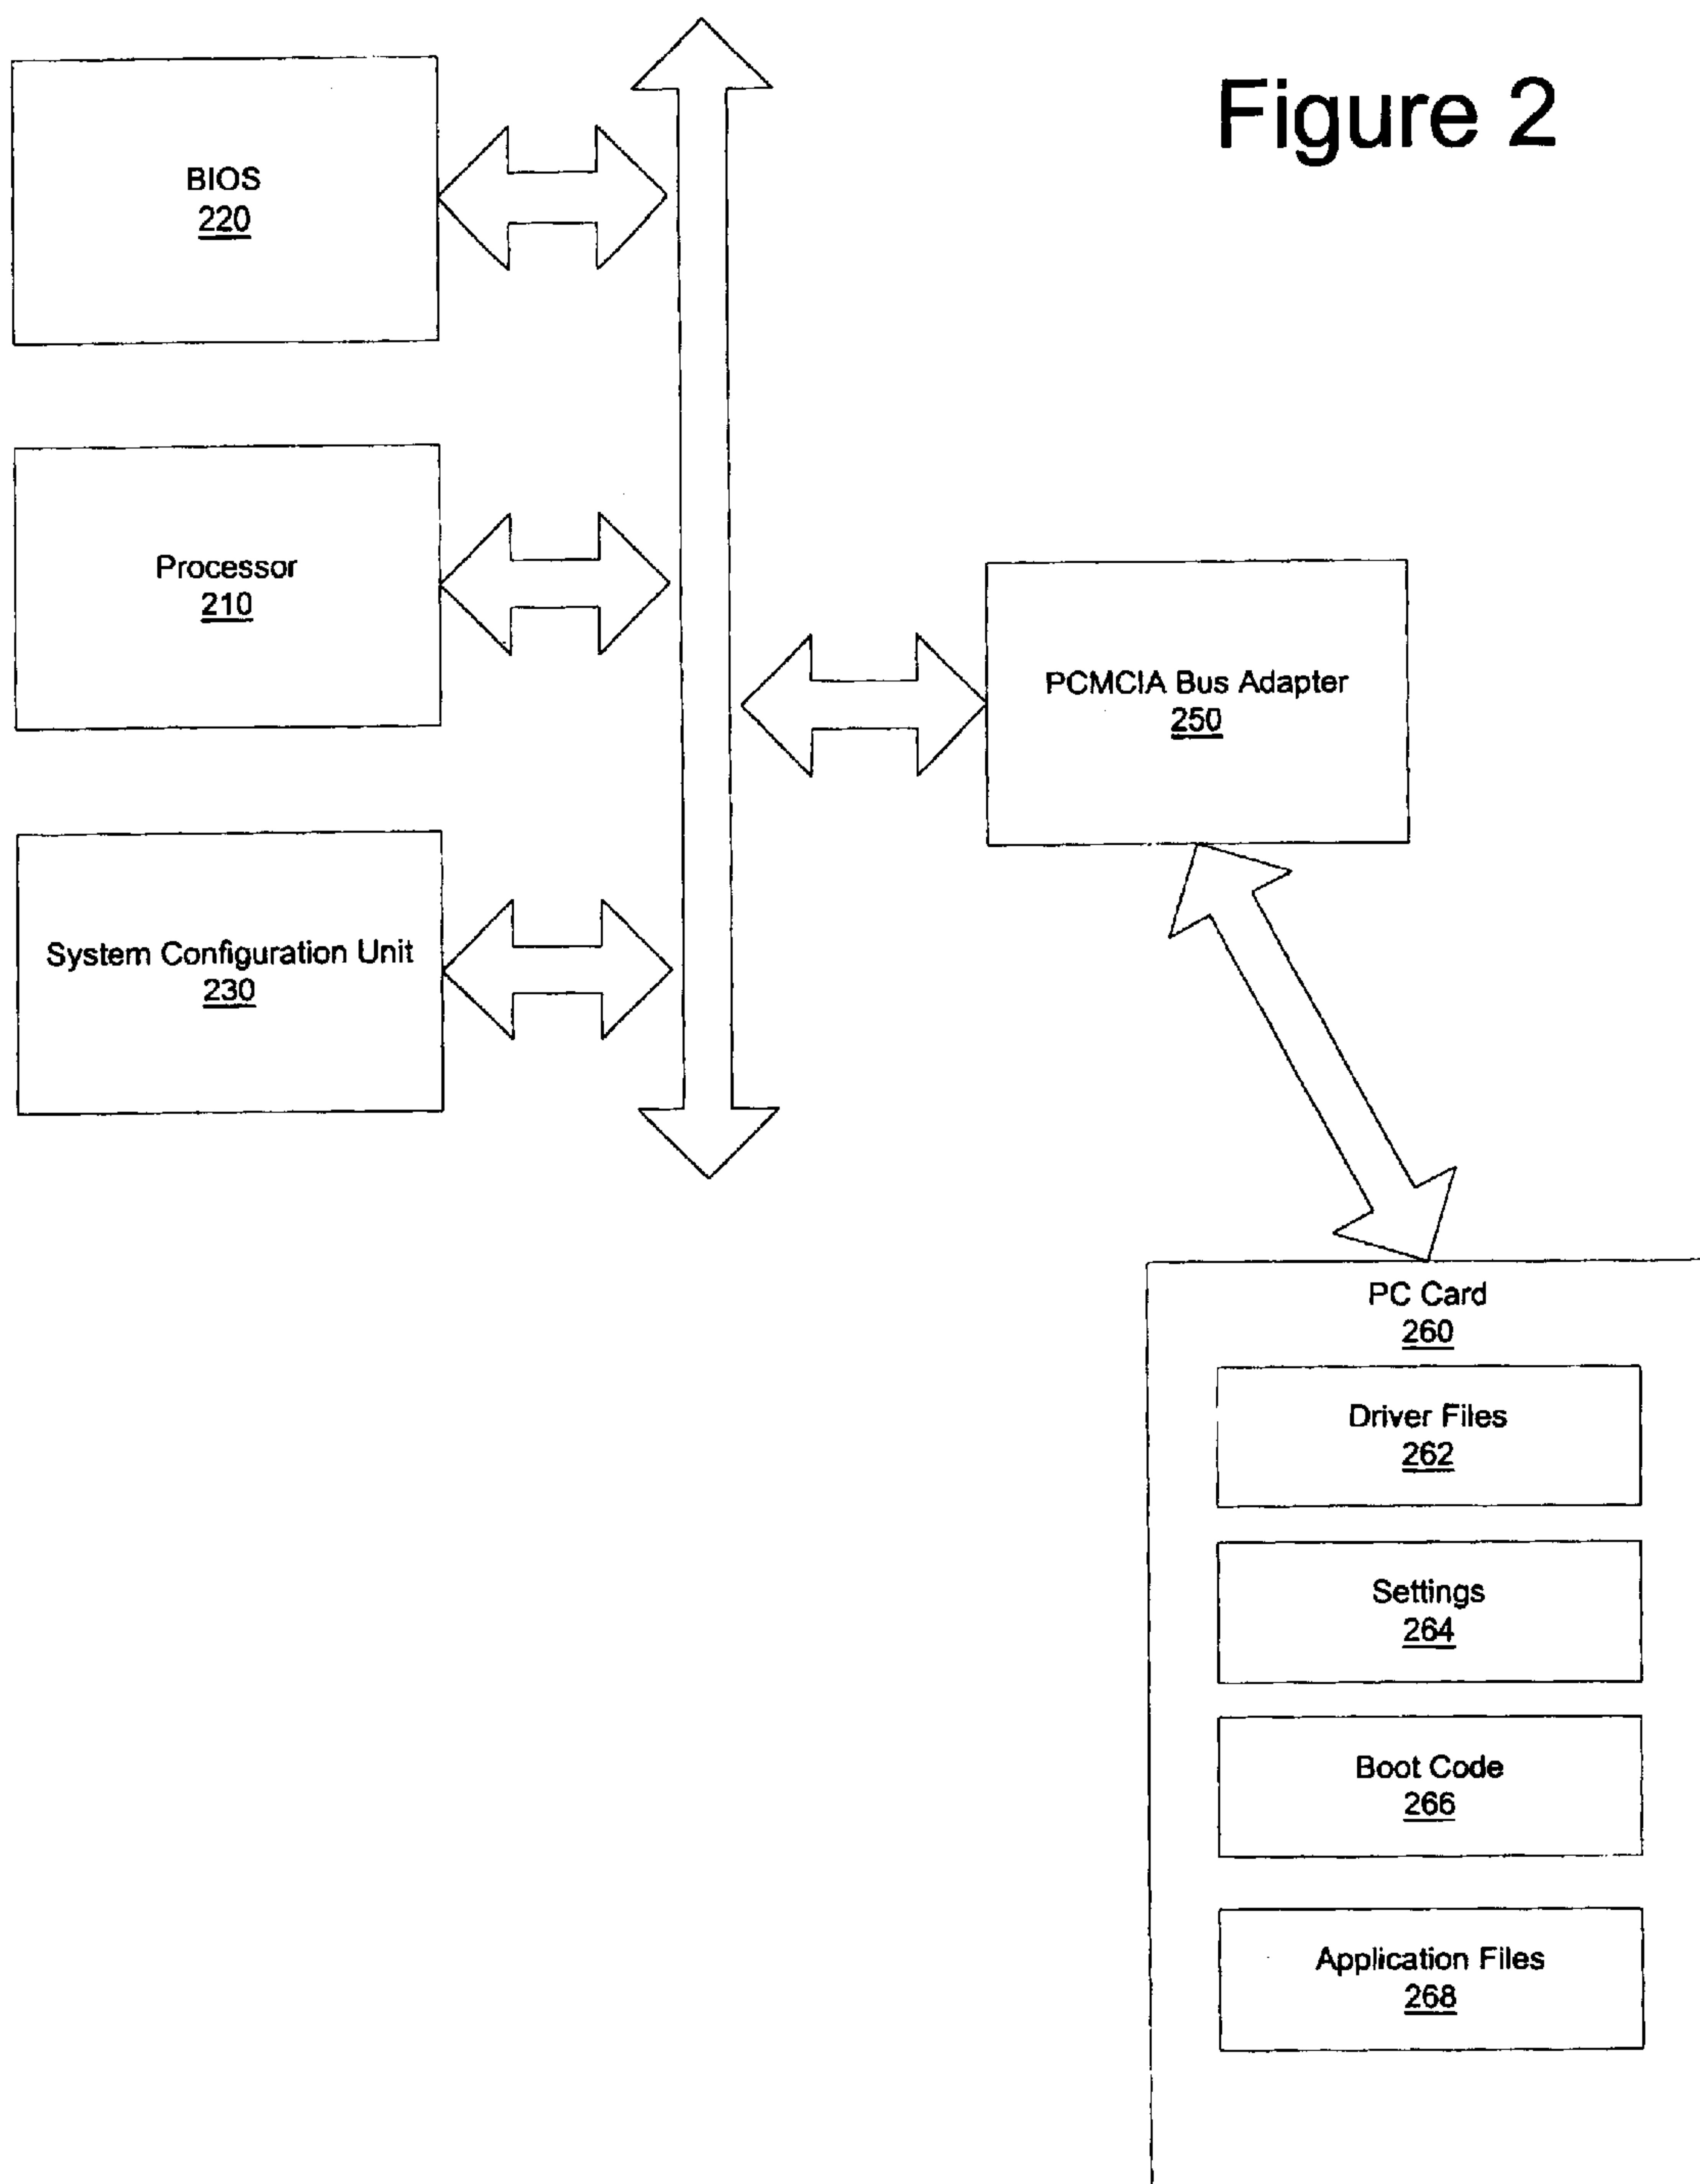 Figure 2
BIOS
220
Processor
210
PCMCIA Bus Adapter
250
System Configuration Unit
230
PC Card
260
Driver Files
262
Settings
264
Boot Code
266
Application Files
268